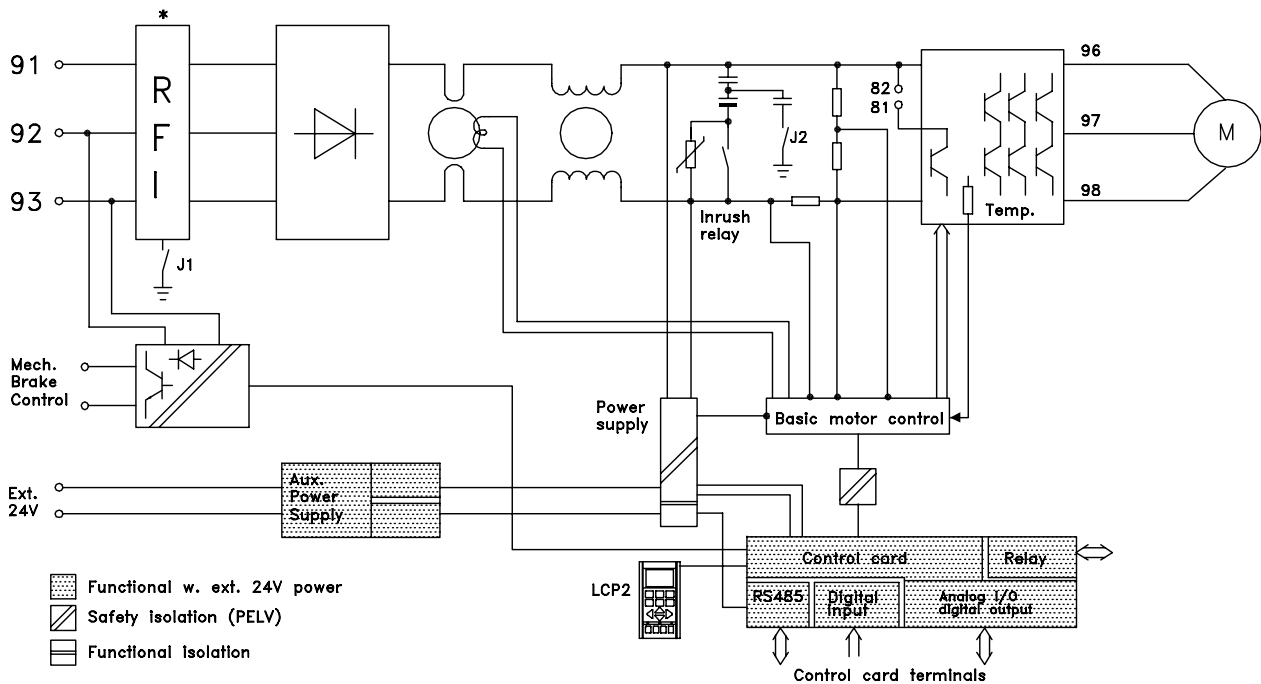 *
91
92
93
R
F
I
J1
Mech.
Brake
Control
Ext.
24V
Aux.
Power
Supply
Power
supply
Inrush
relay
J2
82
81
Temp.
96
97
98
M
Basic motor control
Control card
Relay
RS485
Digital
input
Analog I/O
digital output
Control card terminals
LCP2
Functional w. ext. 24V power
Safety isolation (PELV)
Functional isolation